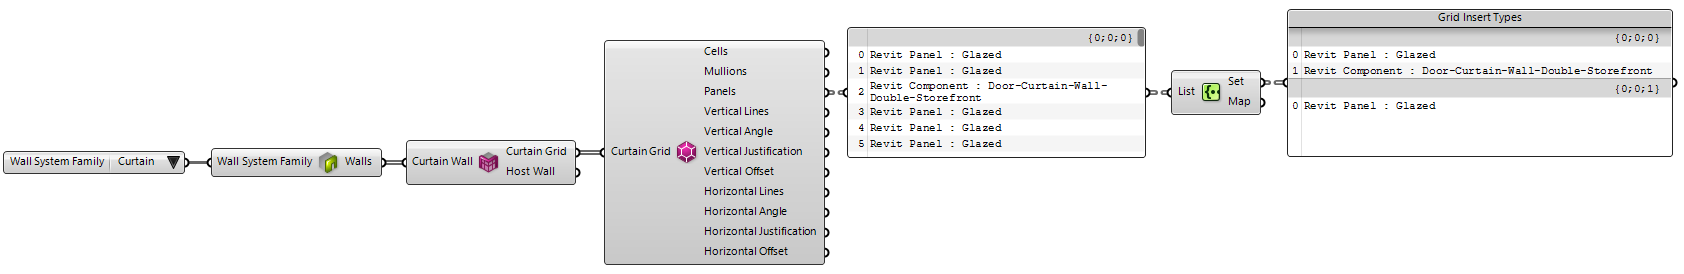 Wall System Family Curtain
Wall System Family Walls
Curtain Wall Curtain Grid
Host Wall
Curtain Grid
Cells
Mullions
Panels
Vertical Lines
Vertical Angle
Vertical Justification
Vertical Offset
Horizontal Lines
Horizontal Angle
Horizontal Justification
Horizontal Offset
{0;0;0}
0 Revit Panel : Glazed
1 Revit Panel : Glazed
2 Revit Component : Door-Curtain-Wall-
Double-Storefront
3 Revit Panel : Glazed
4 Revit Panel : Glazed
5 Revit Panel : Glazed
List
Set
Map
Grid Insert Types
{0;0;0}
0 Revit Panel : Glazed
1 Revit Component : Door-Curtain-Wall-Double-Storefront
{0;0;1}
0 Revit Panel : Glazed